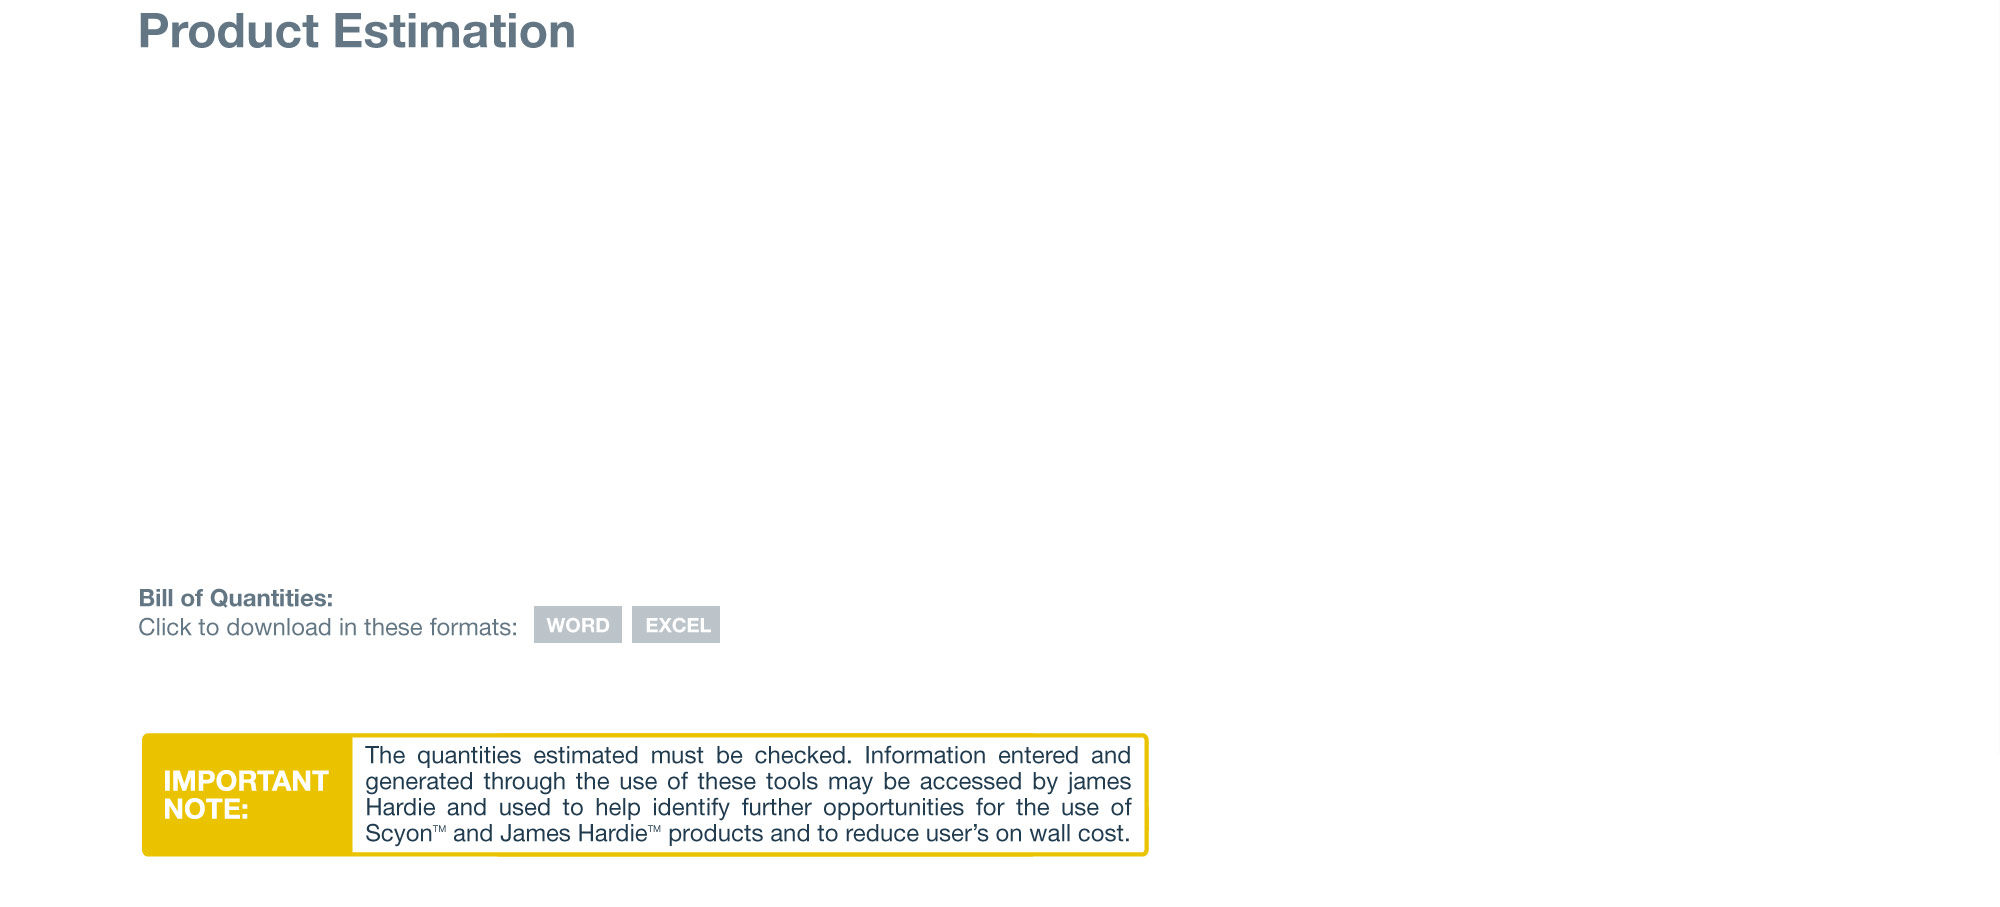 Product Estimation
Bill of Quantities:
Click to download in these formats: WORD EXCEL
IMPORTANT
NOTE:
The quantities estimated must be checked. Information entered and
generated through the use of these tools may be accessed by james
Hardie and used to help identify further opportunities for the use of
Scyon™ and James Hardie™ products and to reduce user’s on wall cost.